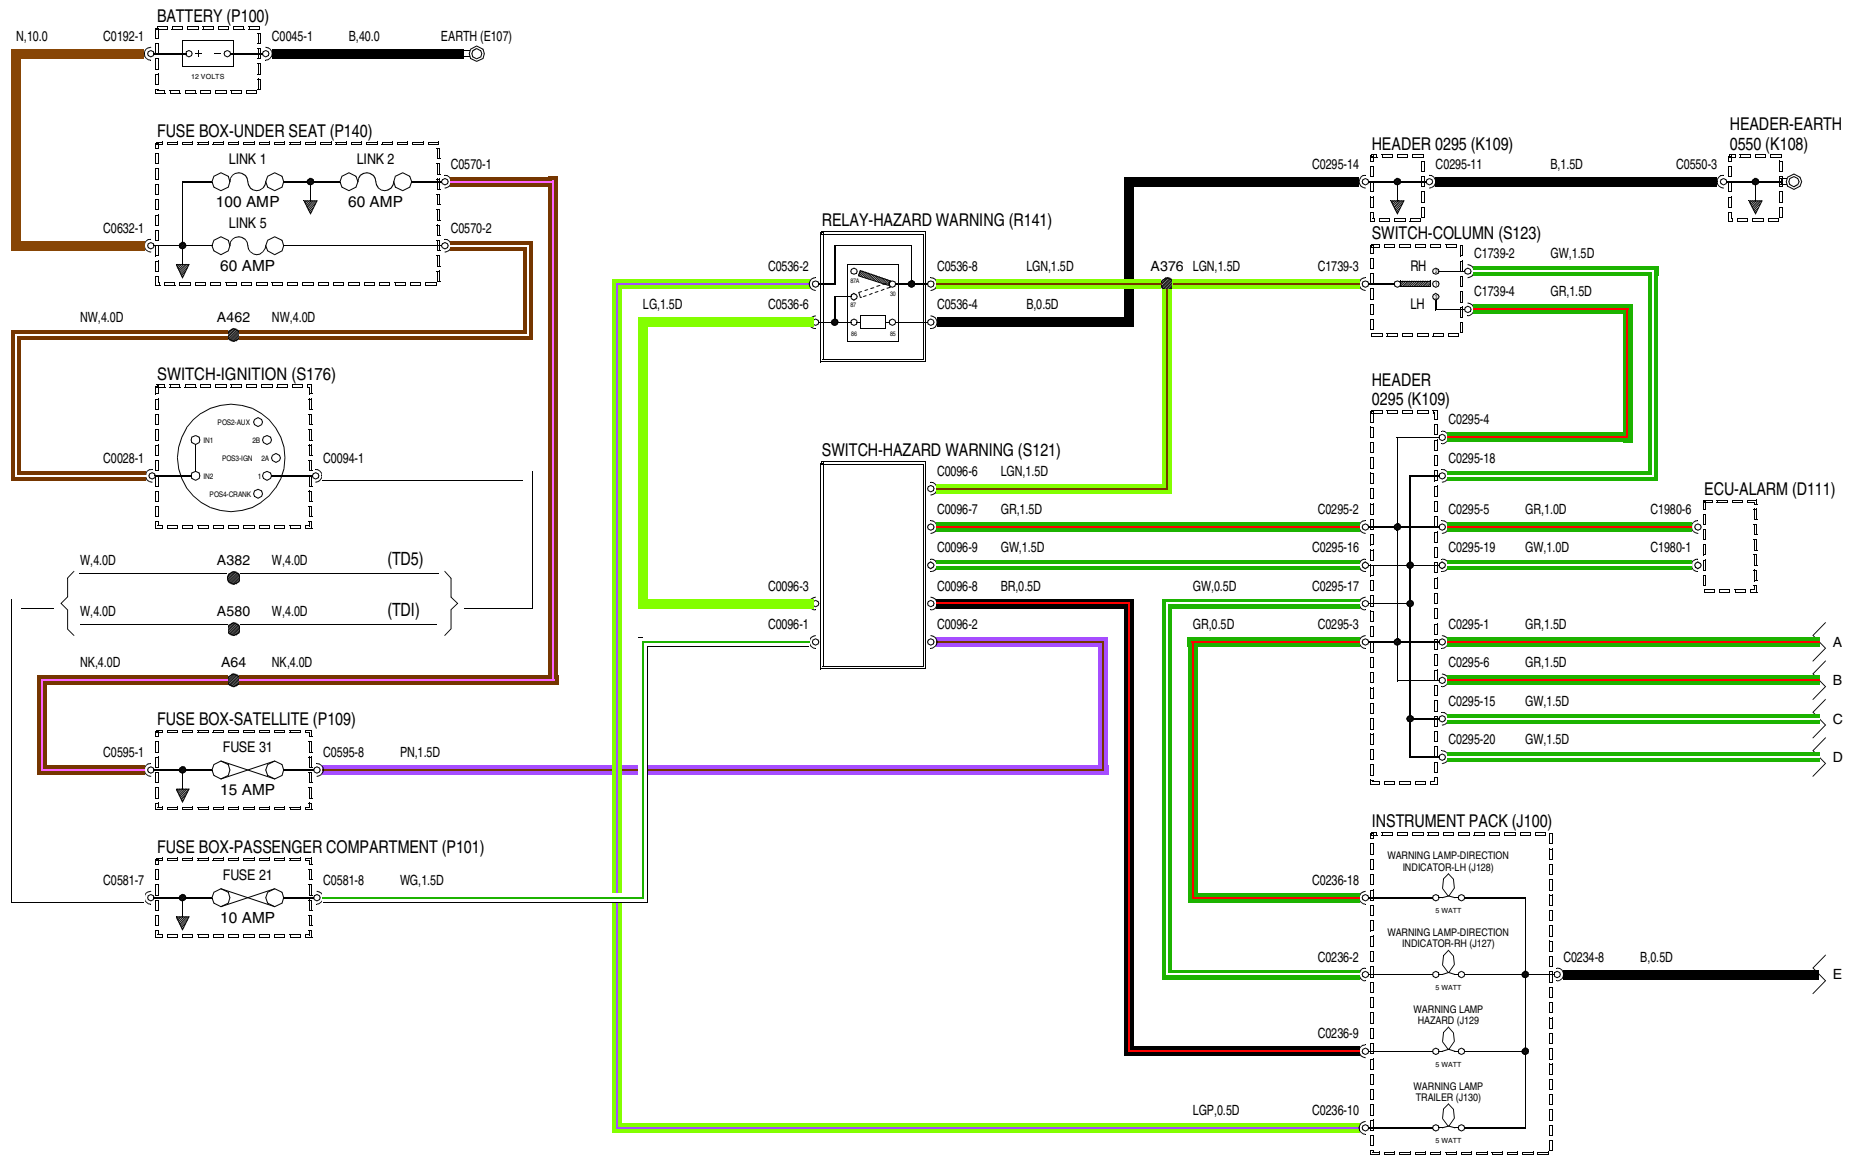 BATTERY (P100)
N,10.0
C0192-1
C0045-1
B,40.0
EARTH (E107)
+ −
12 VOLTS
FUSE BOX-UNDER SEAT (P140)
LINK 1
LINK 2
C0570-1
100 AMP
60 AMP
LINK 5
C0632-1
C0570-2
60 AMP
NW,4.0D
A462
NW,4.0D
SWITCH-IGNITION (S176)
POS2-AUX
IN1
2B
POS3-IGN
2A
C0028-1
IN2
1
C0094-1
POS4-CRANK
W,4.0D
A382
W,4.0D
(TD5)
W,4.0D
A580
W,4.0D
(TDI)
NK,4.0D
A64
NK,4.0D
FUSE BOX-SATELLITE (P109)
C0595-1
FUSE 31
C0595-8
PN,1.5D
15 AMP
FUSE BOX-PASSENGER COMPARTMENT (P101)
C0581-7
FUSE 21
C0581-8
WG,1.5D
10 AMP
RELAY-HAZARD WARNING (R141)
C0536-2
C0536-8
LGN,1.5D
A376
LGN,1.5D
C1739-3
87A
30
87
LG,1.5D
C0536-6
C0536-4
B,0.5D
86
85
SWITCH-HAZARD WARNING (S121)
C0096-6
LGN,1.5D
C0096-7
GR,1.5D
C0295-2
C0096-9
GW,1.5D
C0295-16
C0096-3
C0096-8
BR,0.5D
GW,0.5D
C0295-17
C0096-1
C0096-2
GR,0.5D
C0295-3
HEADER 0295 (K109)
C0295-14
C0295-11
B,1.5D
C0550-3
HEADER-EARTH
0550 (K108)
SWITCH-COLUMN (S123)
RH
C1739-2
GW,1.5D
LH
C1739-4
GR,1.5D
HEADER
0295 (K109)
C0295-4
C0295-18
ECU-ALARM (D111)
C0295-5
GR,1.0D
C1980-6
C0295-19
GW,1.0D
C1980-1
C0295-1
GR,1.5D
A
C0295-6
GR,1.5D
B
C0295-15
GW,1.5D
C
C0295-20
GW,1.5D
D
INSTRUMENT PACK (J100)
WARNING LAMP-DIRECTION
INDICATOR-LH (J128)
C0236-18
5 WATT
WARNING LAMP-DIRECTION
INDICATOR-RH (J127)
C0236-2
5 WATT
C0234-8
B,0.5D
E
WARNING LAMP
HAZARD (J129
C0236-9
5 WATT
WARNING LAMP
TRAILER (J130)
LGP,0.5D
C0236-10
5 WATT